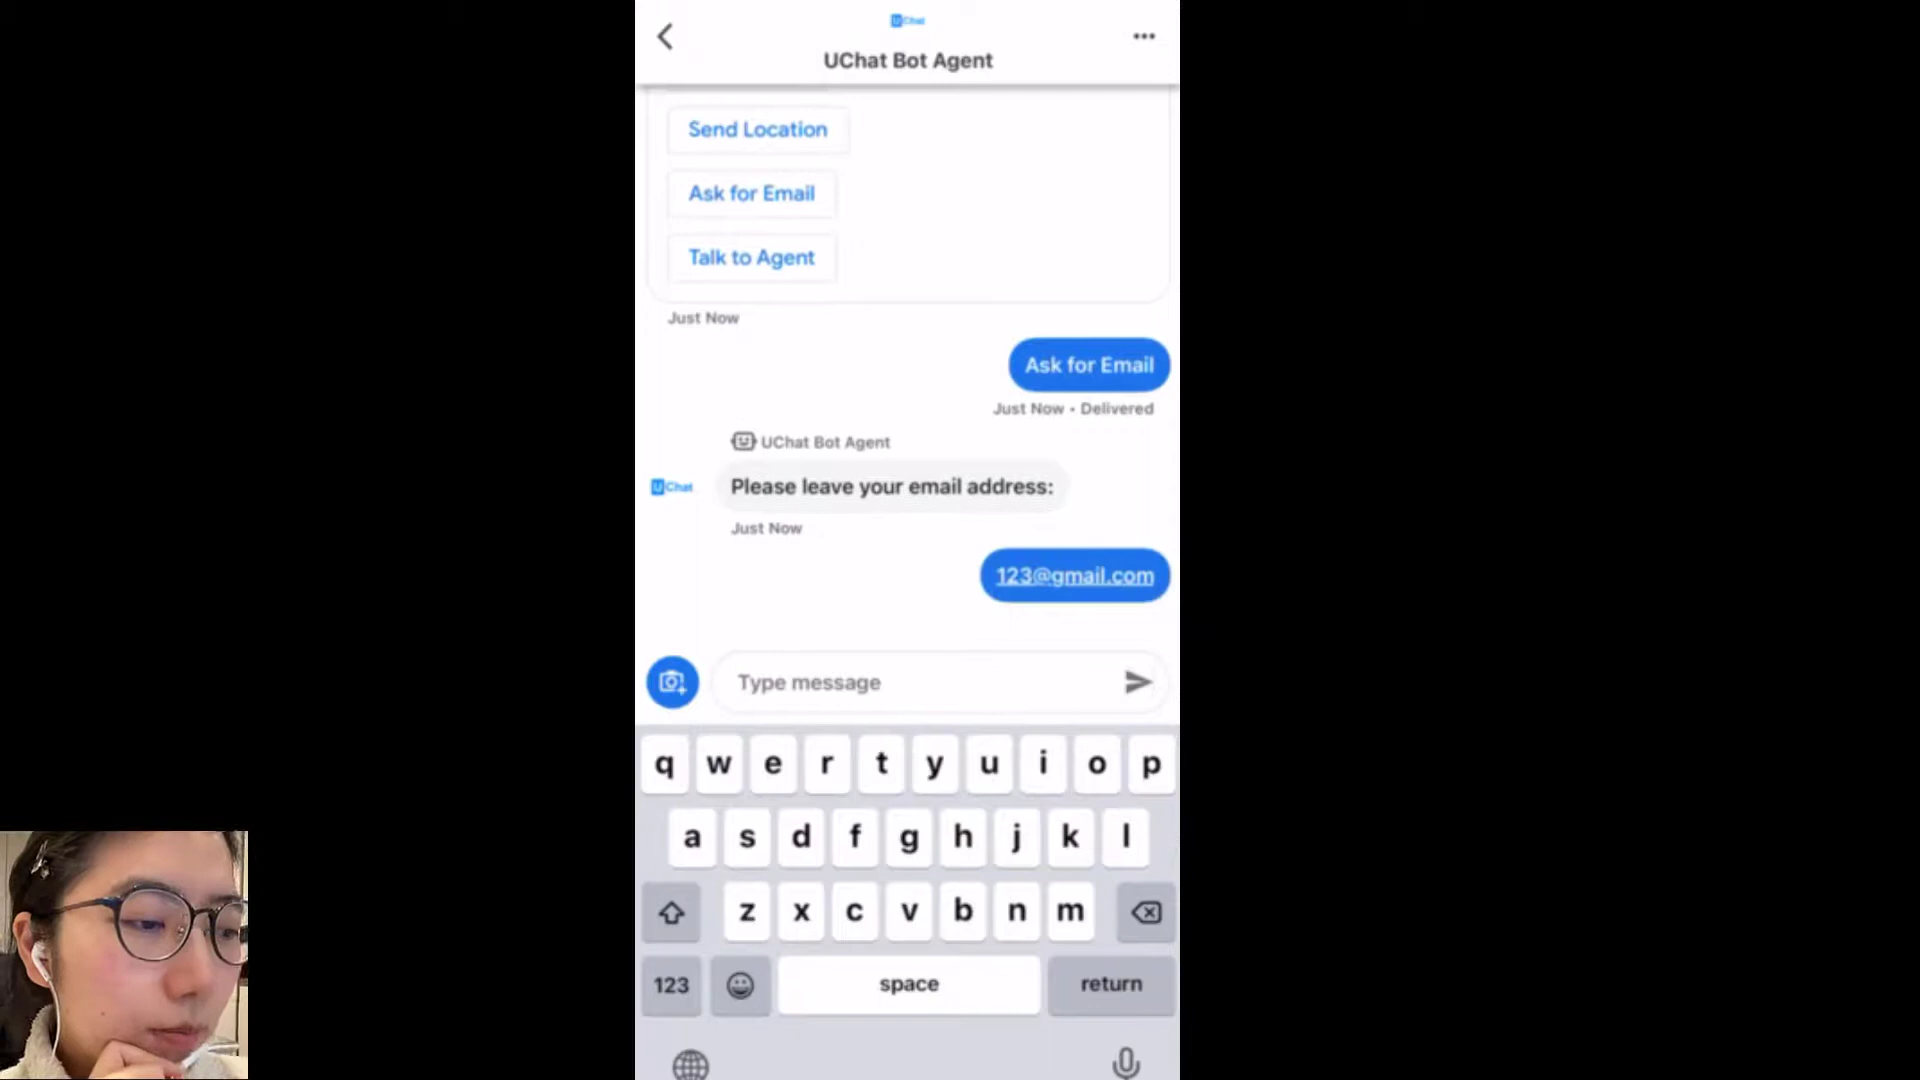 UChat
UChat Bot Agent
Send Location
Ask for Email
Talk to Agent
Just Now
Ask for Email
Just Now • Delivered
UChat Bot Agent
UChat
Please leave your email address:
Just Now
123@gmail.com
Type message
q w e r t y u i o p
a s d f g h j k l
z x c v b n m
123 space return